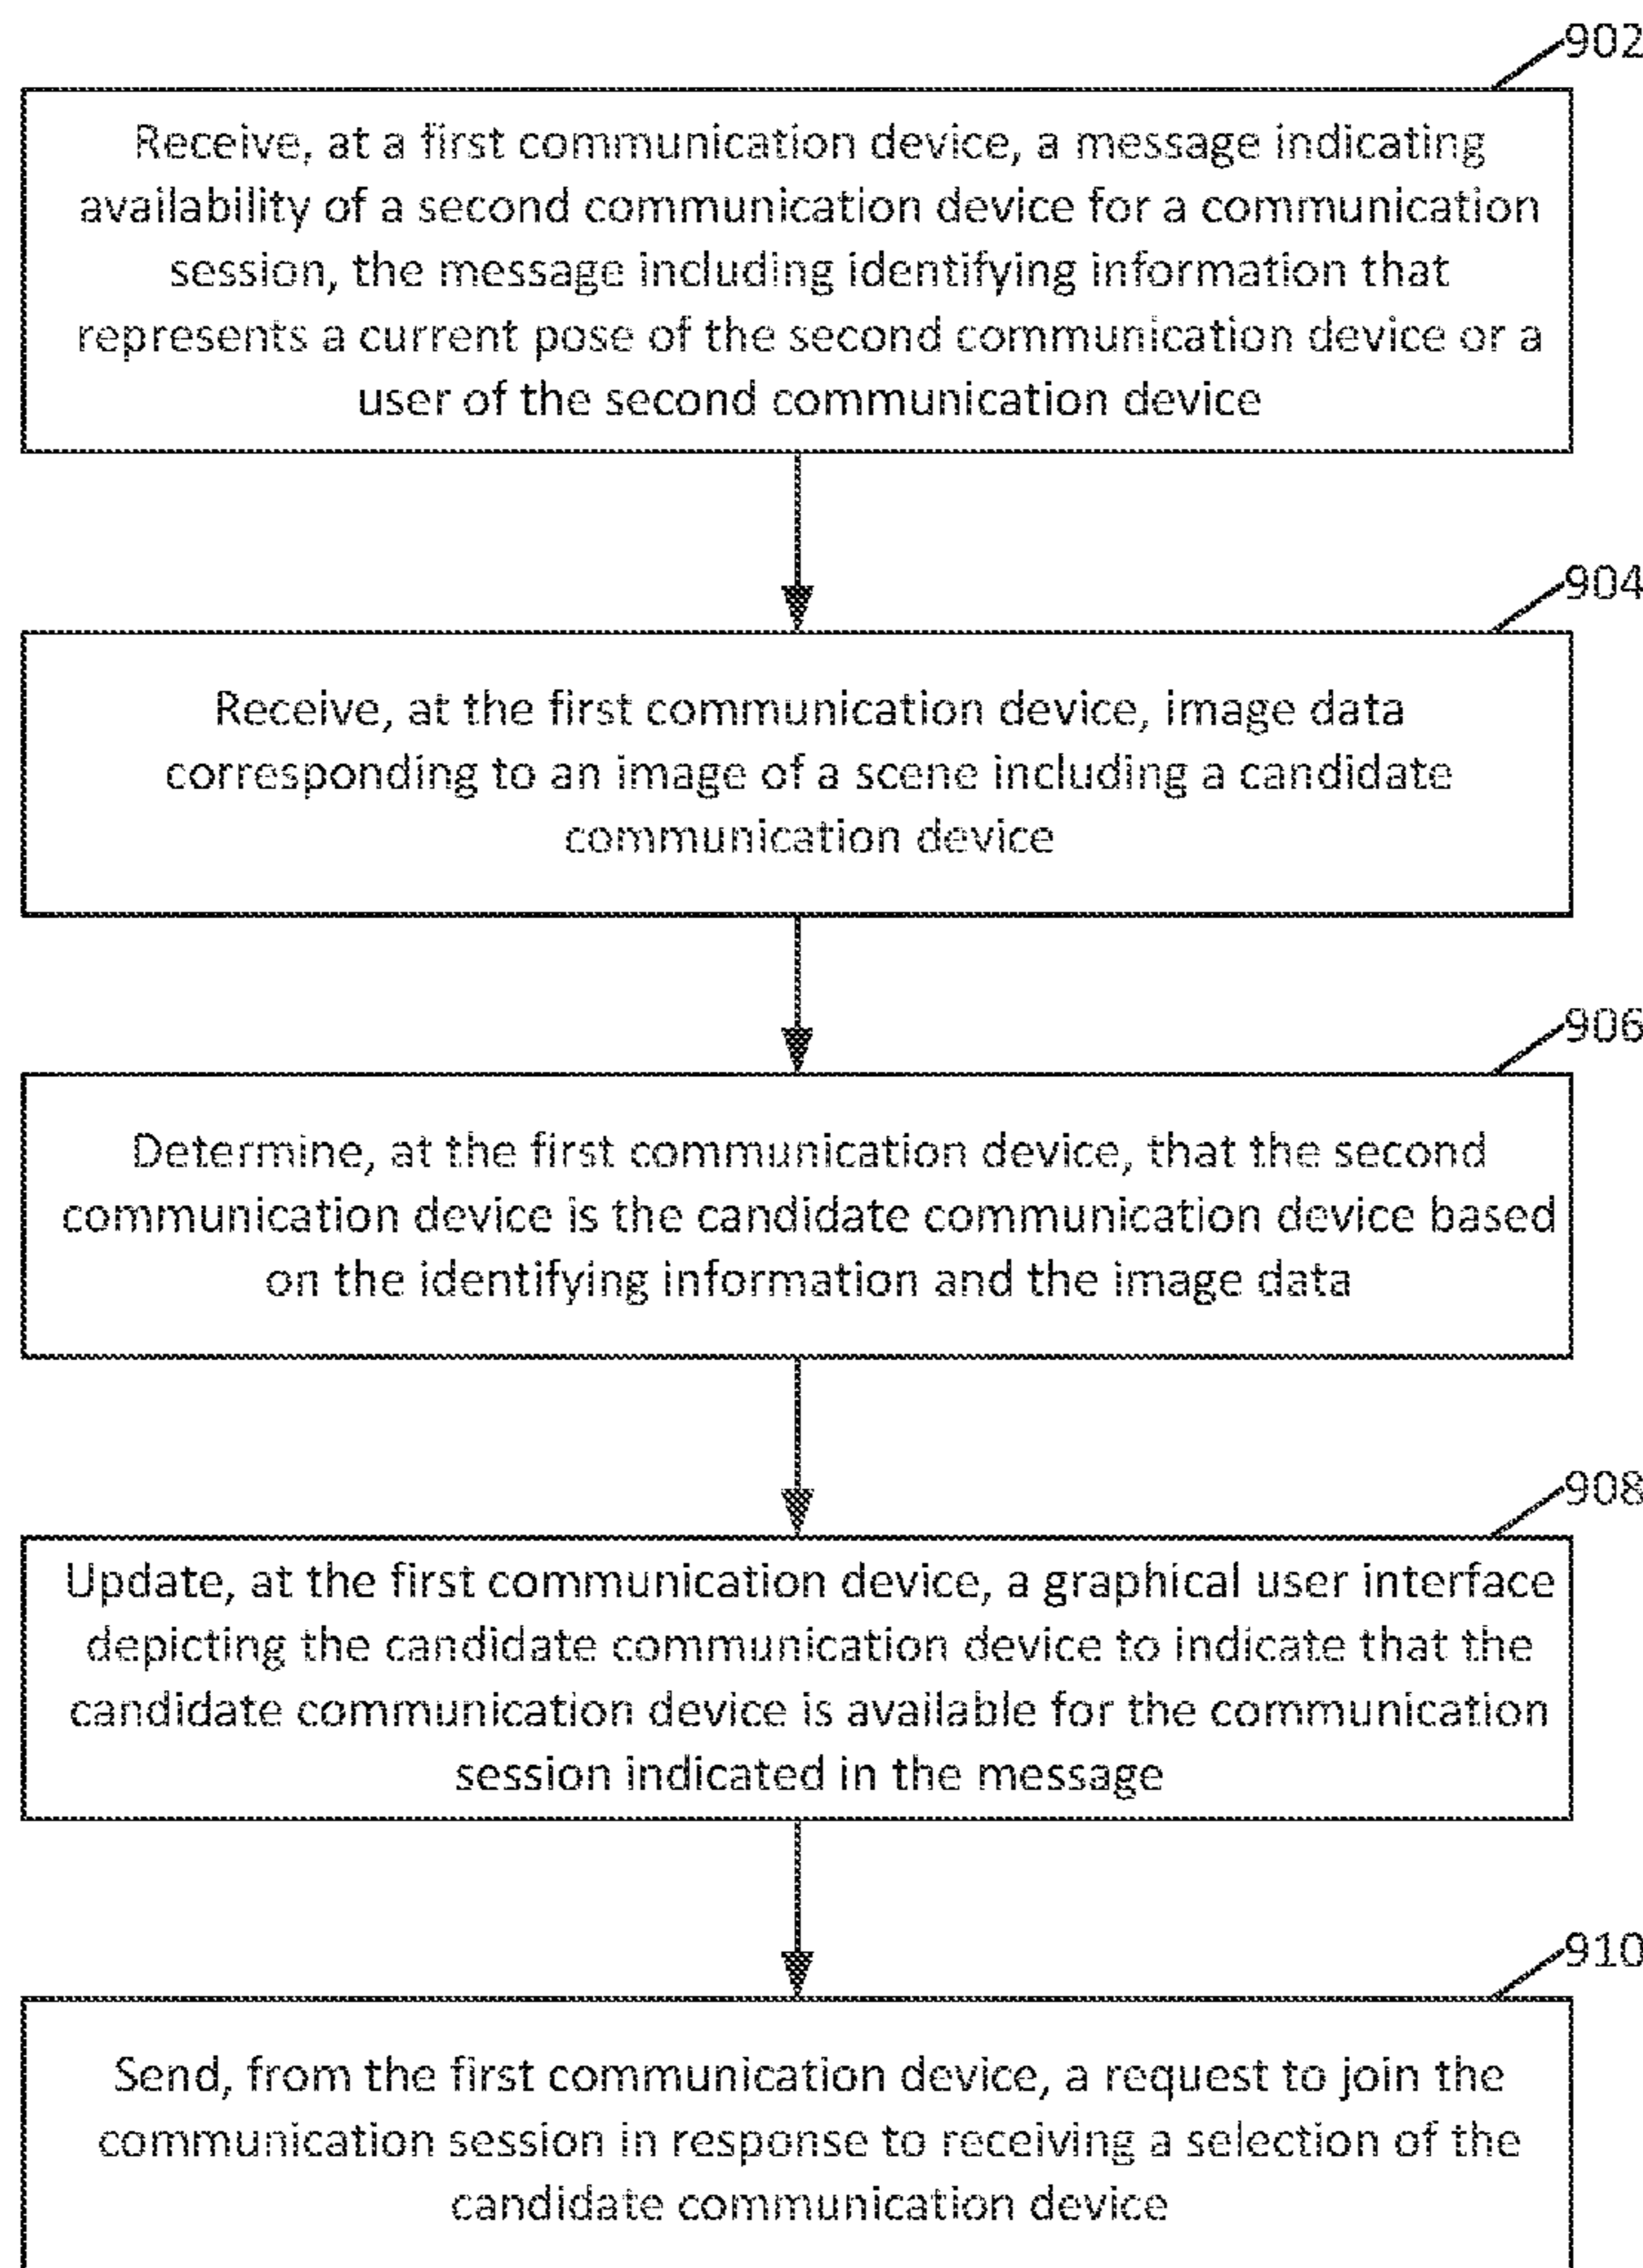 902
Receive, at a first communication device, a message indicating
availability of a second communication device for a communication
session, the message including identifying information that
represents a current pose of the second communication device or a
user of the second communication device
904
Receive, at the first communication device, image data
corresponding to an image of a scene including a candidate
communication device
906
Determine, at the first communication device, that the second
communication device is the candidate communication device based
on the identifying information and the image data
908
Update, at the first communication device, a graphical user interface
depicting the candidate communication device to indicate that the
candidate communication device is available for the communication
session indicated in the message
910
Send, from the first communication device, a request to join the
communication session in response to receiving a selection of the
candidate communication device